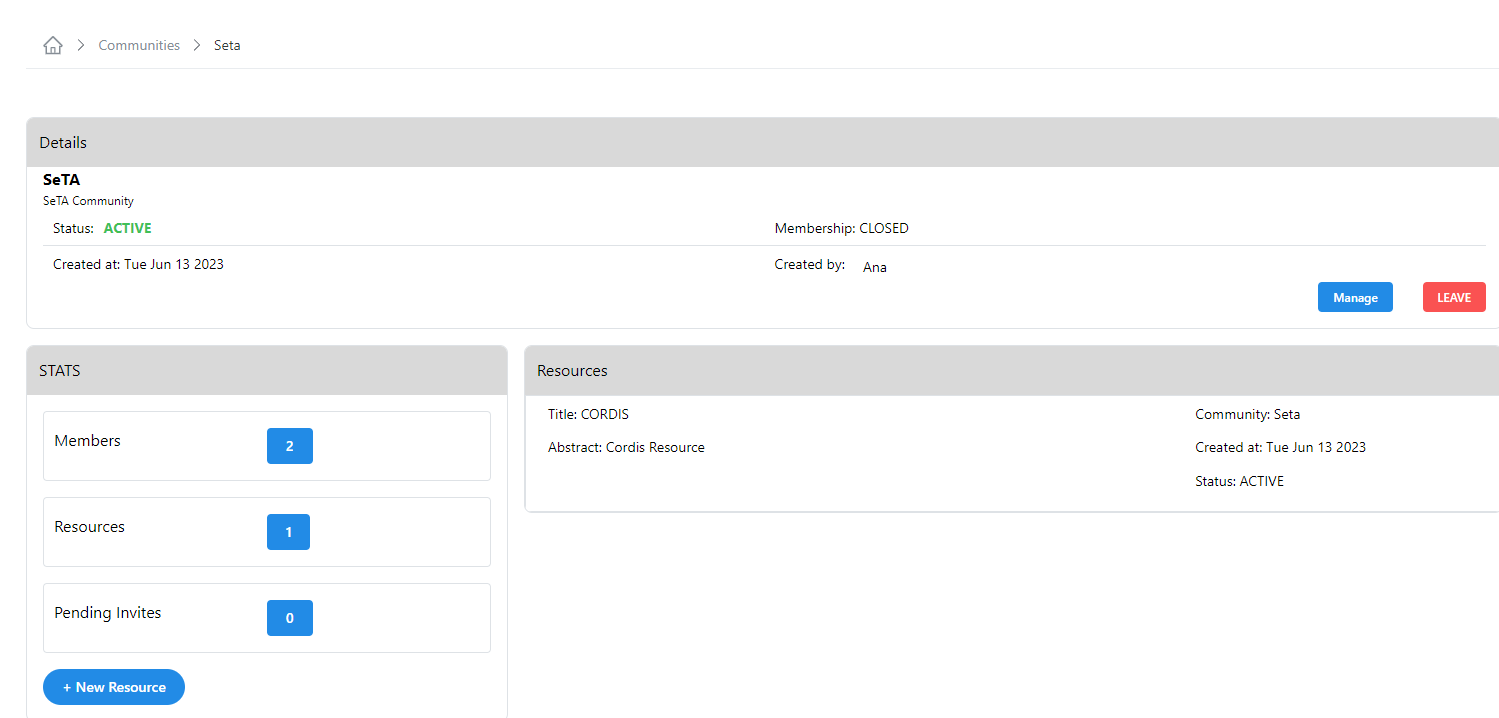 Communities > Seta
Details
SeTA
SeTA Community
Status: ACTIVE
Membership: CLOSED
Created at: Tue Jun 13 2023
Created by: Ana
Manage
LEAVE
STATS
Members 2
Resources 1
Pending Invites 0
+ New Resource
Resources
Title: CORDIS
Abstract: Cordis Resource
Community: Seta
Created at: Tue Jun 13 2023
Status: ACTIVE